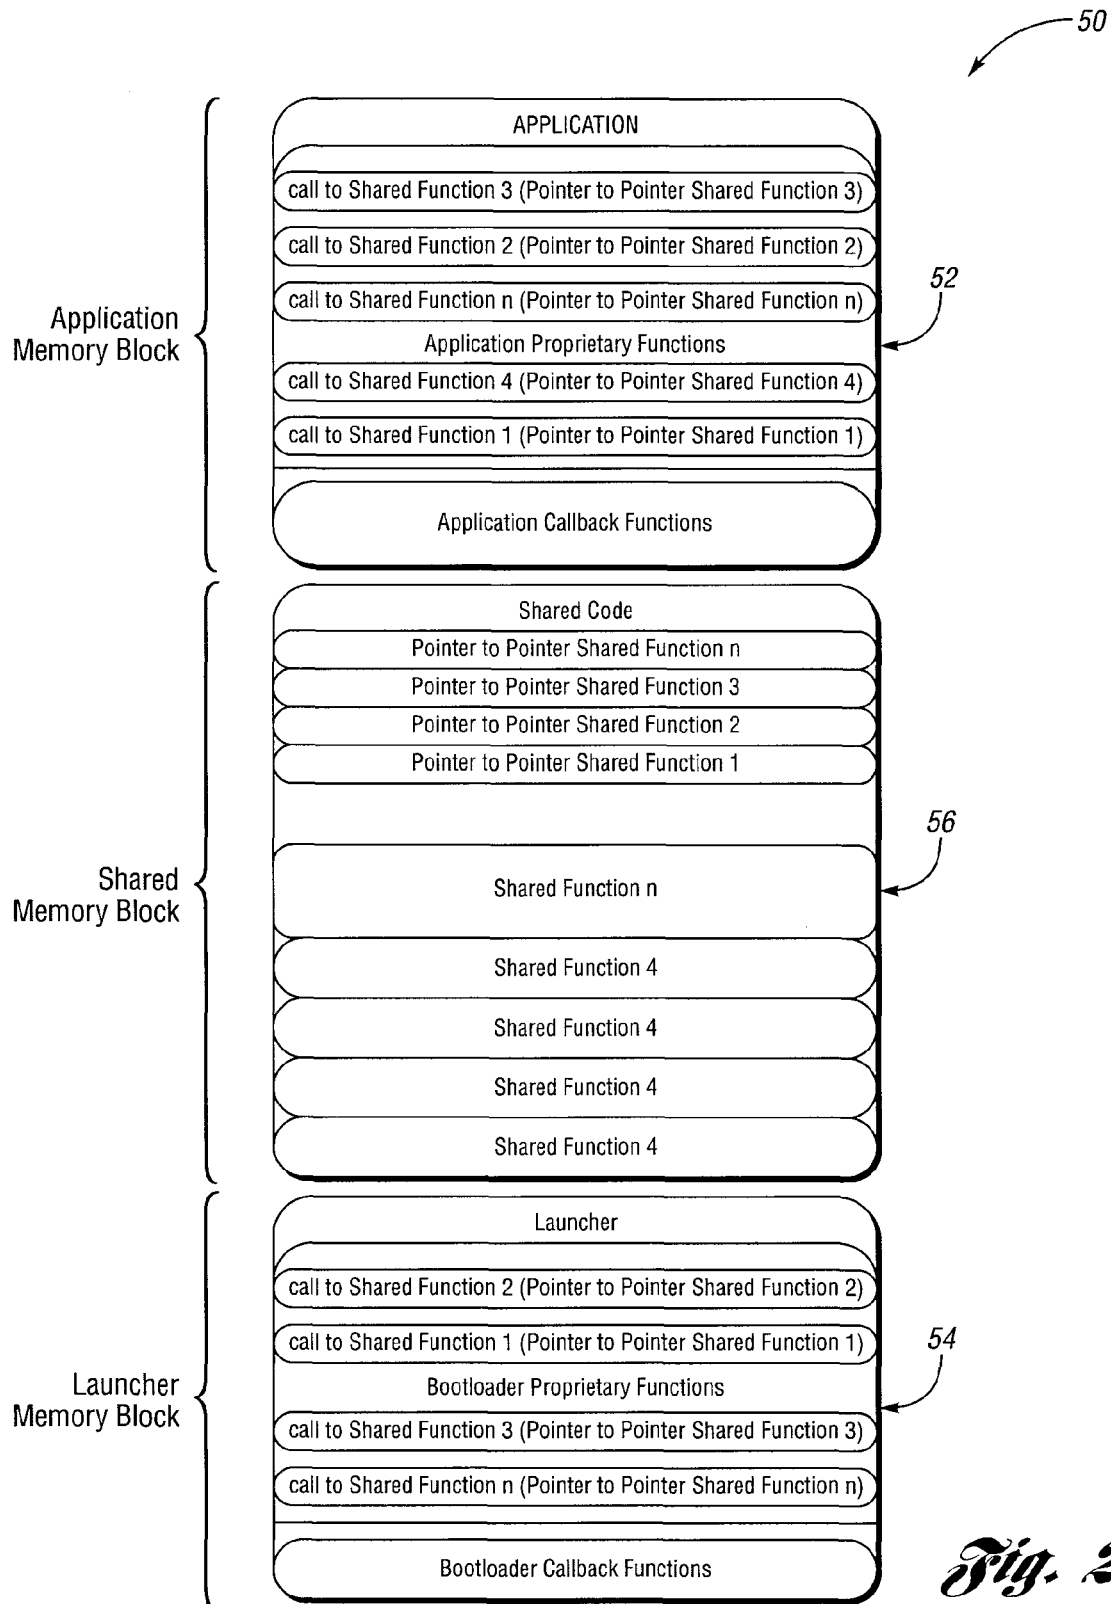 50
APPLICATION
call to Shared Function 3 (Pointer to Pointer Shared Function 3)
call to Shared Function 2 (Pointer to Pointer Shared Function 2)
call to Shared Function n (Pointer to Pointer Shared Function n)
Application Proprietary Functions
call to Shared Function 4 (Pointer to Pointer Shared Function 4)
call to Shared Function 1 (Pointer to Pointer Shared Function 1)
Application Callback Functions
Application
Memory Block
52
Shared Code
Pointer to Pointer Shared Function n
Pointer to Pointer Shared Function 3
Pointer to Pointer Shared Function 2
Pointer to Pointer Shared Function 1
Shared Function n
Shared Function 4
Shared Function 4
Shared Function 4
Shared Function 4
Shared
Memory Block
56
Launcher
call to Shared Function 2 (Pointer to Pointer Shared Function 2)
call to Shared Function 1 (Pointer to Pointer Shared Function 1)
Bootloader Proprietary Functions
call to Shared Function 3 (Pointer to Pointer Shared Function 3)
call to Shared Function n (Pointer to Pointer Shared Function n)
Bootloader Callback Functions
Launcher
Memory Block
54
Fig. 2